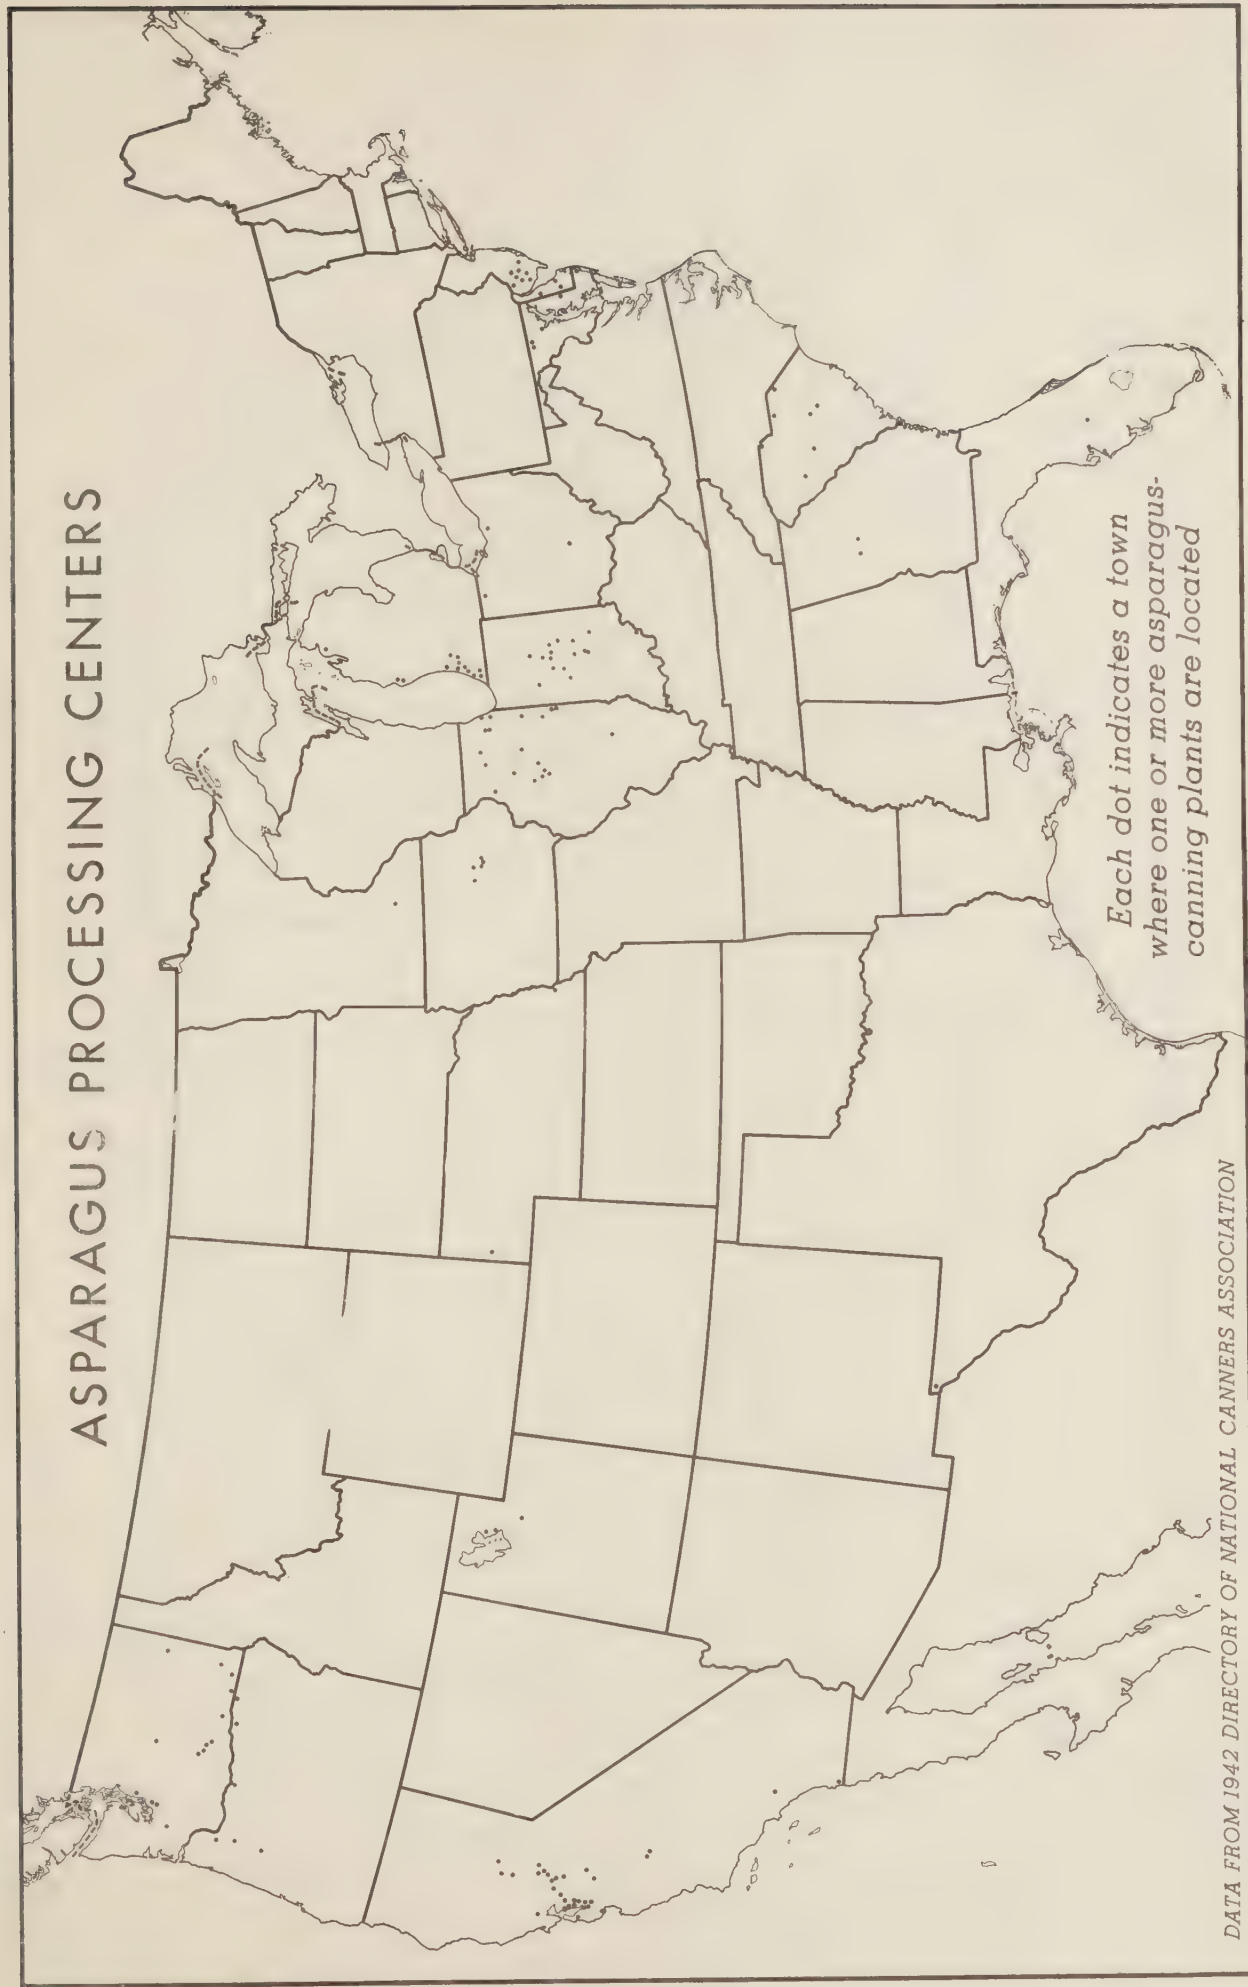 ASPARAGUS PROCESSING CENTERS
Each dot indicates a town
where one or more asparagus-
canning plants are located
DATA FROM 1942 DIRECTORY OF NATIONAL CANNERS ASSOCIATION